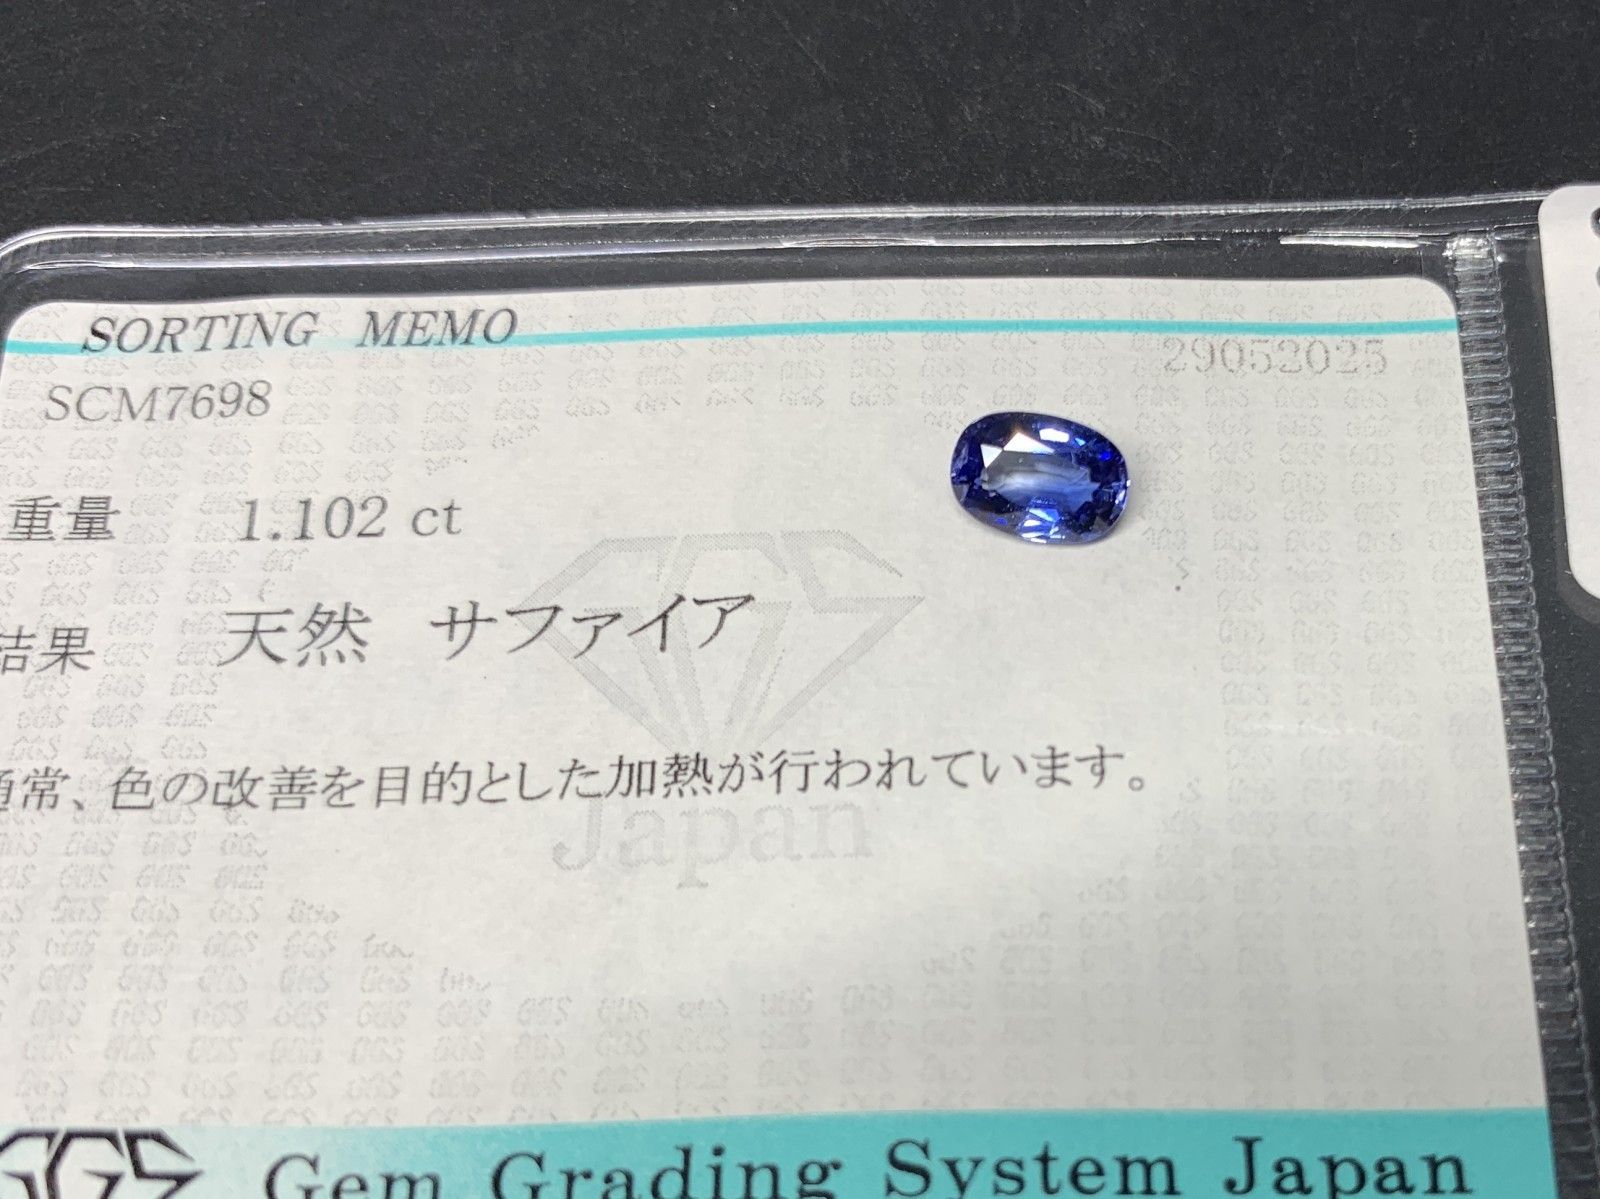 SORTING MEMO
29052025
SCM7698
重量 1.102 ct
結果 天然 サファイア
通常、色の改善を目的とした加熱が行われています。
Japan
GGS Gem Grading System Japan